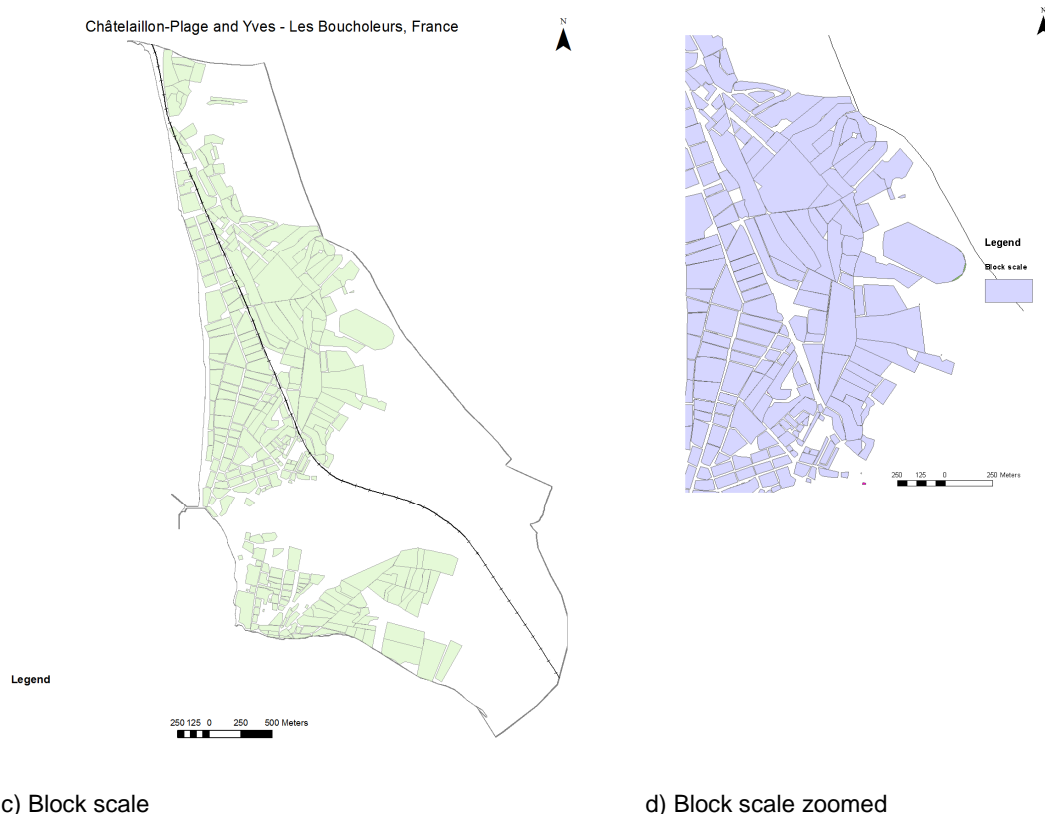 Châtelaillon-Plage and Yves - Les Boucholeurs, France
N
Legend
250 125 0 250 500 Meters
c) Block scale
N
Legend
Block scale
250 125 0 250 Meters
d) Block scale zoomed